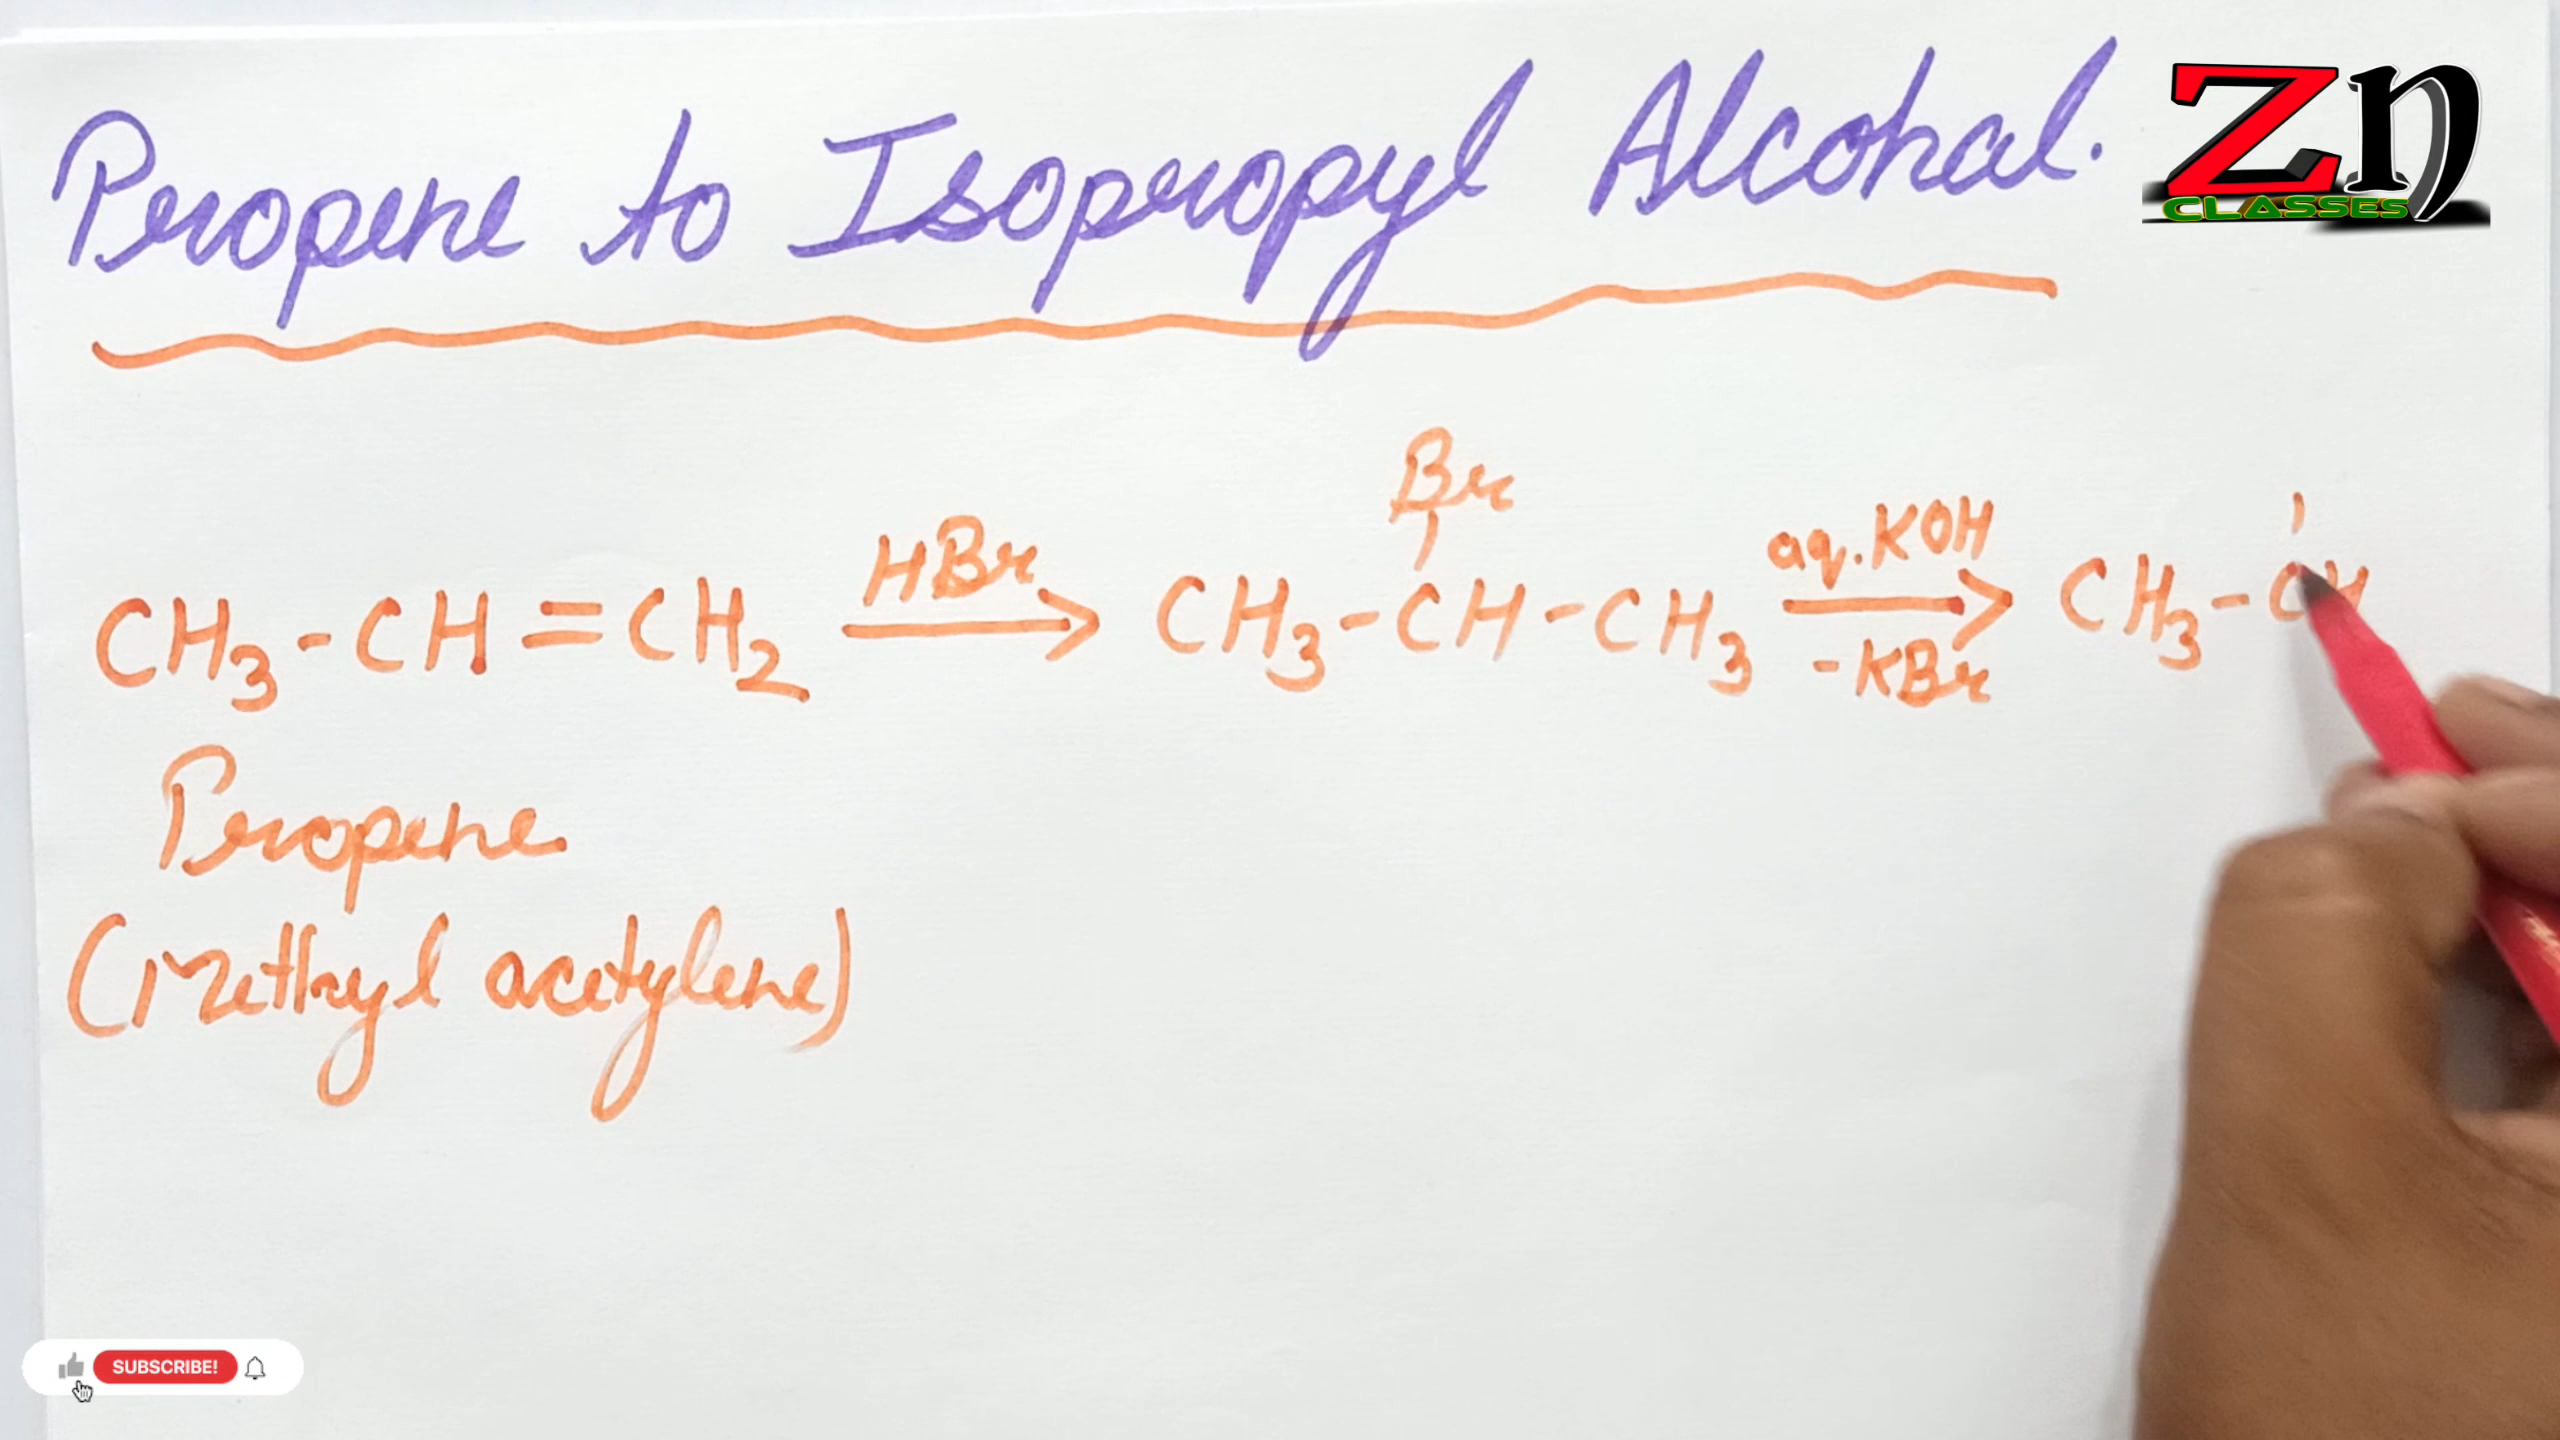 Propene to Isopropyl Alcohal.
Zn
CLASSES
Br
CH3-CH=CH2 HBr CH3-CH-CH3 aq.KOH -KBr CH3-CH
Propene
(Methyl acetylene)
SUBSCRIBE!